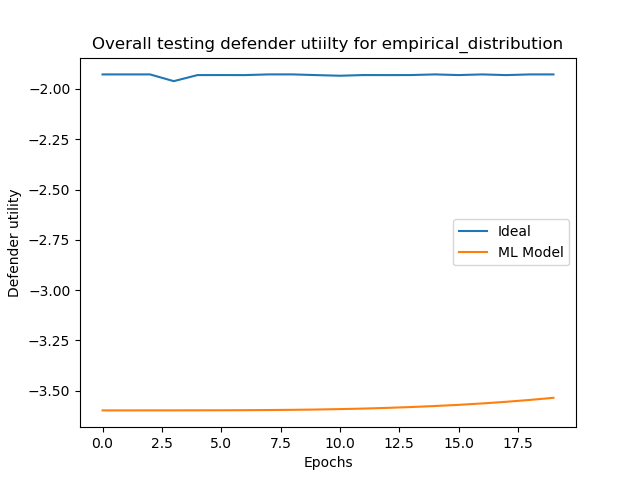 Overall testing defender utiilty for empirical_distribution
−2.00
−2.25
−2.50
−2.75
−3.00
−3.25
−3.50
Defender utility
Ideal
ML Model
0.0 2.5 5.0 7.5 10.0 12.5 15.0 17.5
Epochs